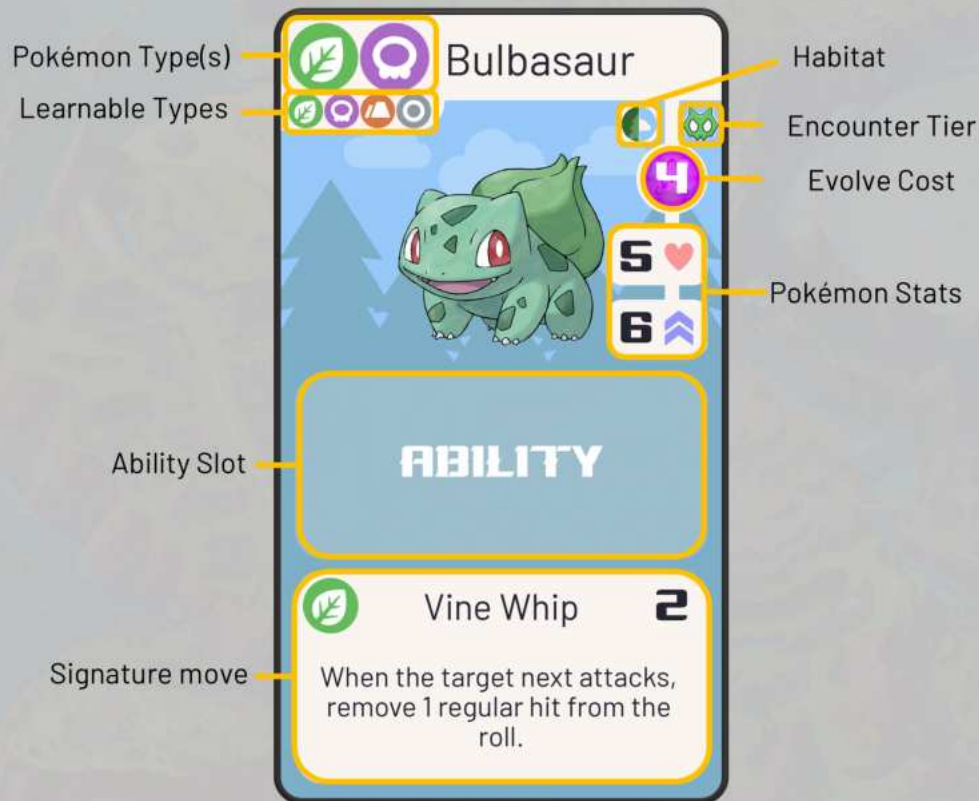 Pokémon Type(s)
Bulbasaur
Habitat
Learnable Types
Encounter Tier
4
Evolve Cost
5
Pokémon Stats
6
Ability Slot
ABILITY
Vine Whip 2
Signature move
When the target next attacks,
remove 1 regular hit from the
roll.